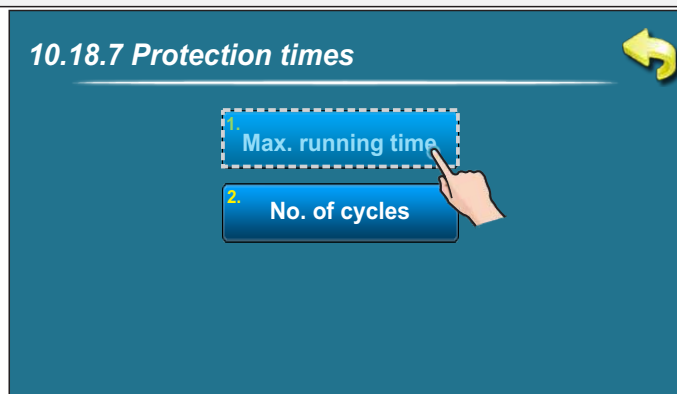 10.18.7 Protection times
1.
Max. running time
2.
No. of cycles